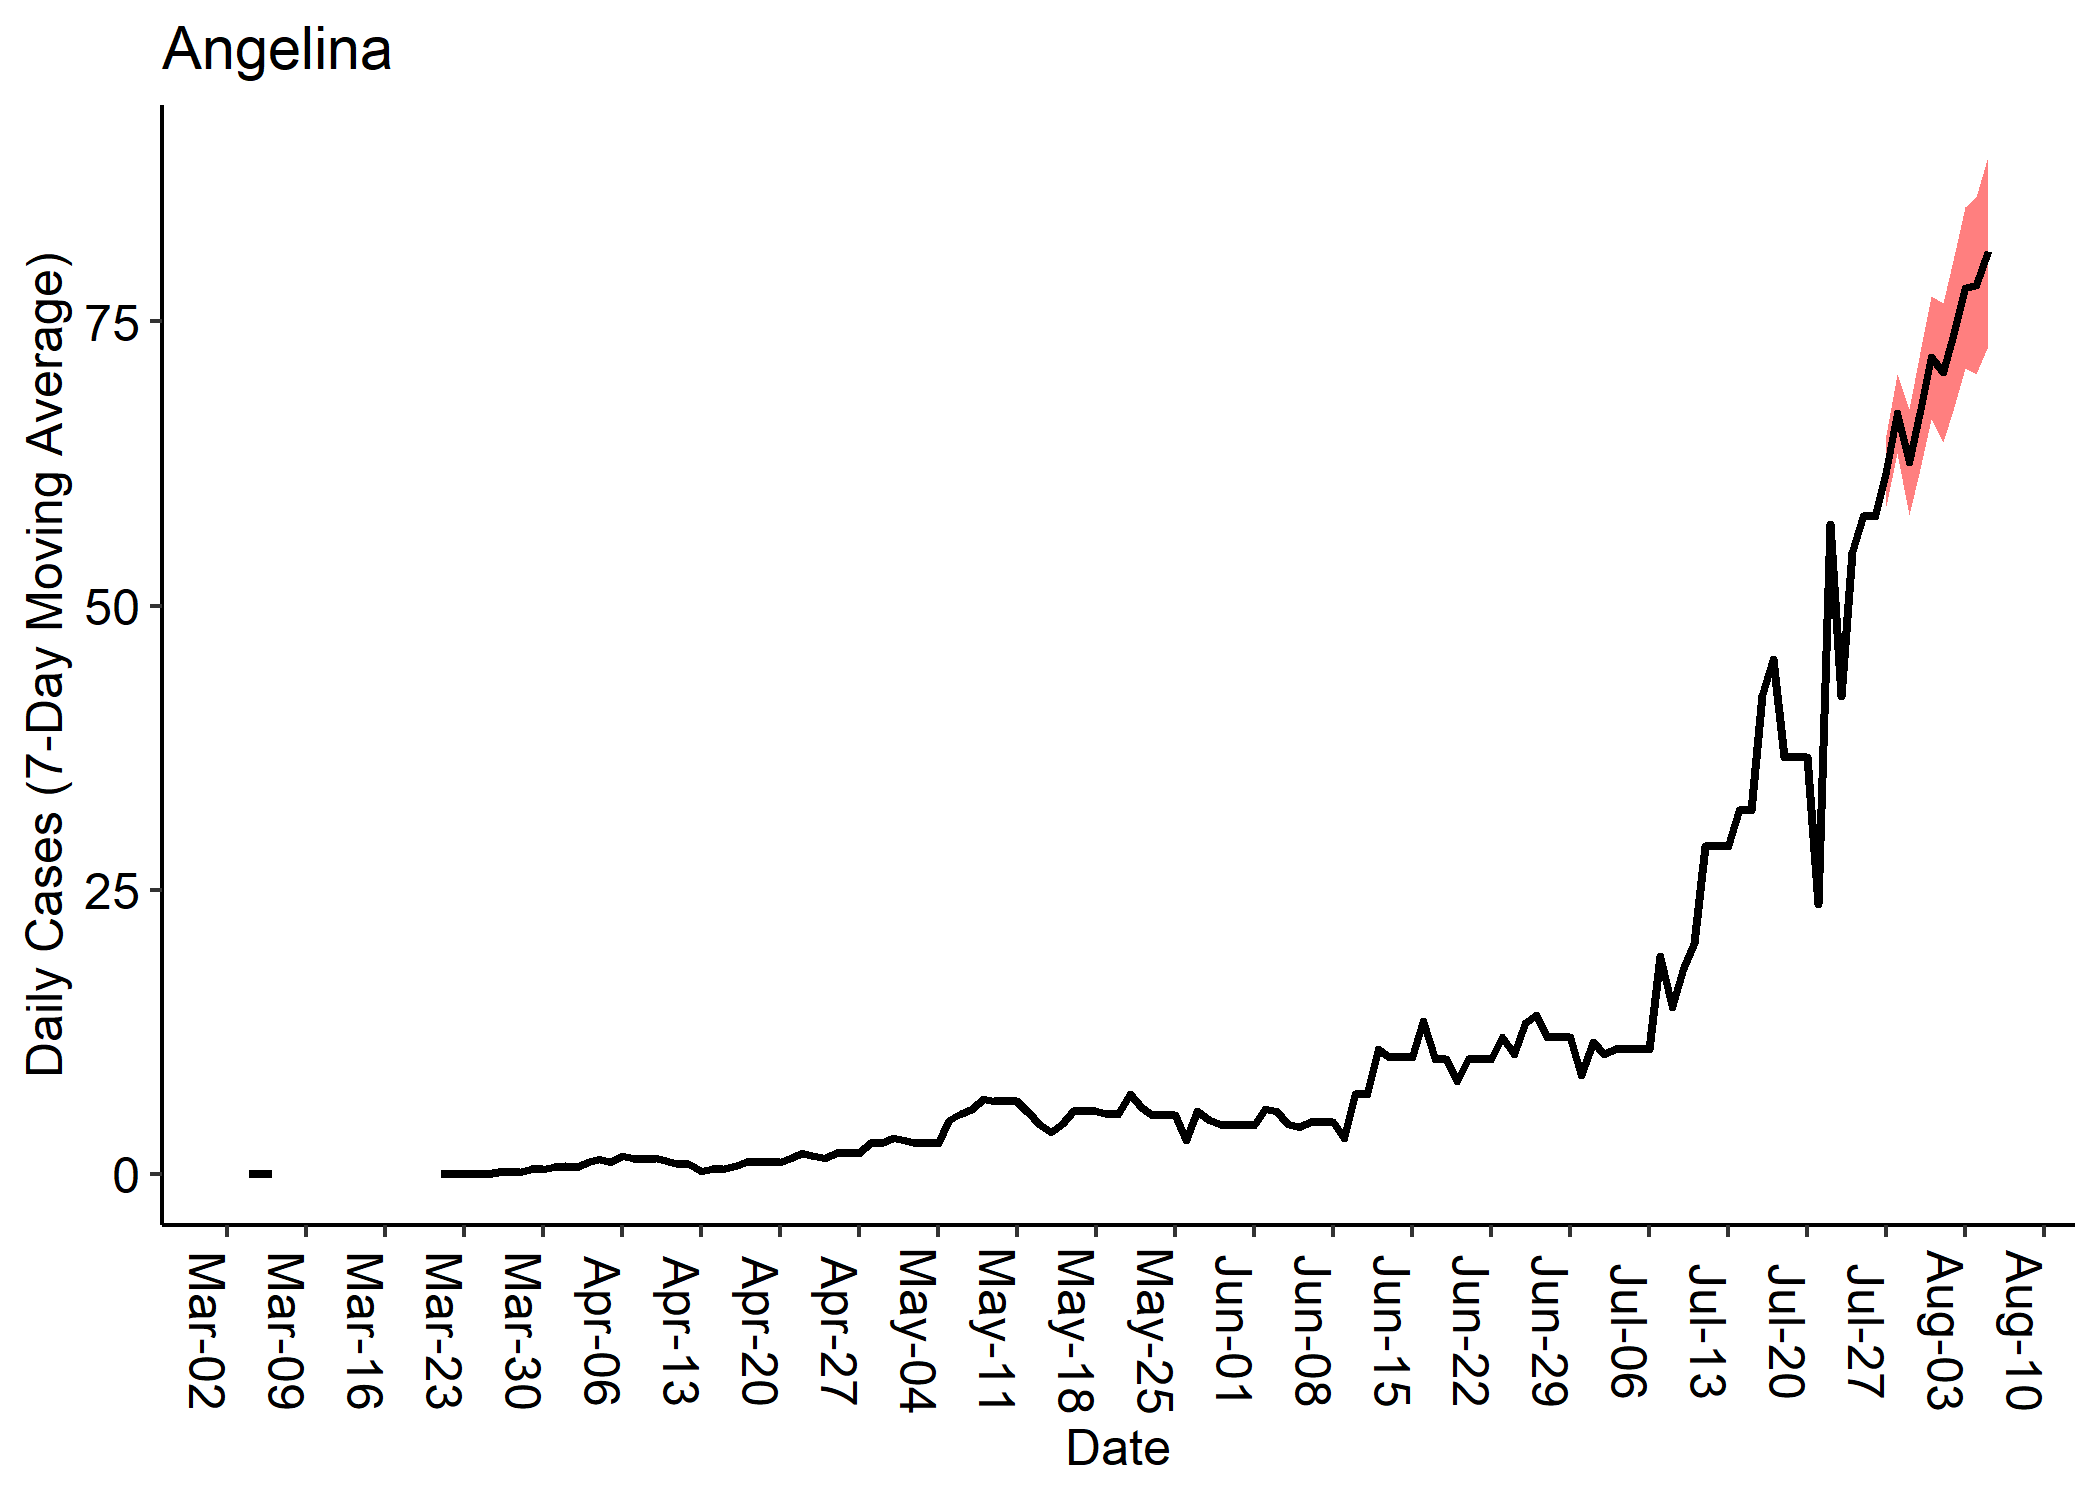 Angelina
Daily Cases (7-Day Moving Average)
75
50
25
0
Mar-02
Mar-09
Mar-16
Mar-23
Mar-30
Apr-06
Apr-13
Apr-20
Apr-27
May-04
May-11
May-18
May-25
Jun-01
Jun-08
Jun-15
Jun-22
Jun-29
Jul-06
Jul-13
Jul-20
Jul-27
Aug-03
Aug-10
Date